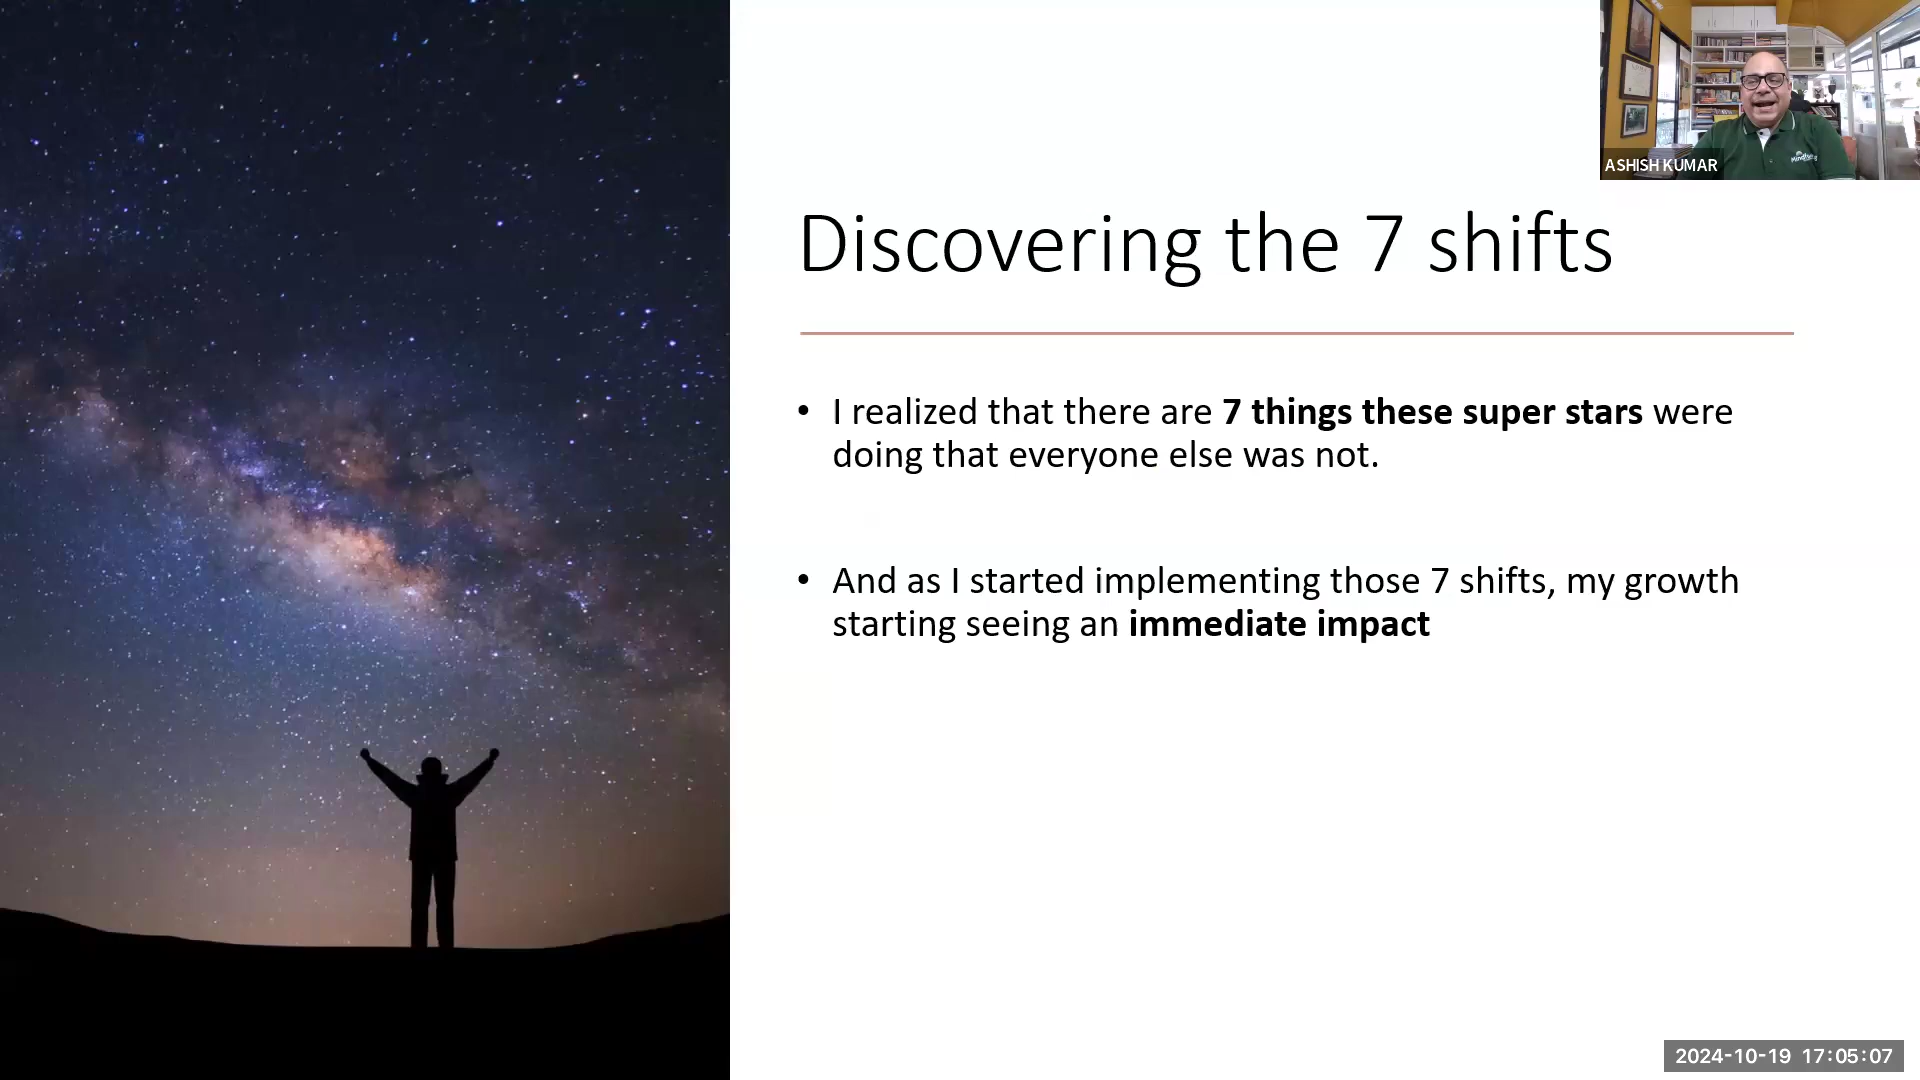 ASHISH KUMAR
Discovering the 7 shifts
• I realized that there are 7 things these super stars were
doing that everyone else was not.
• And as I started implementing those 7 shifts, my growth
starting seeing an immediate impact
2024-10-19 17:05:07